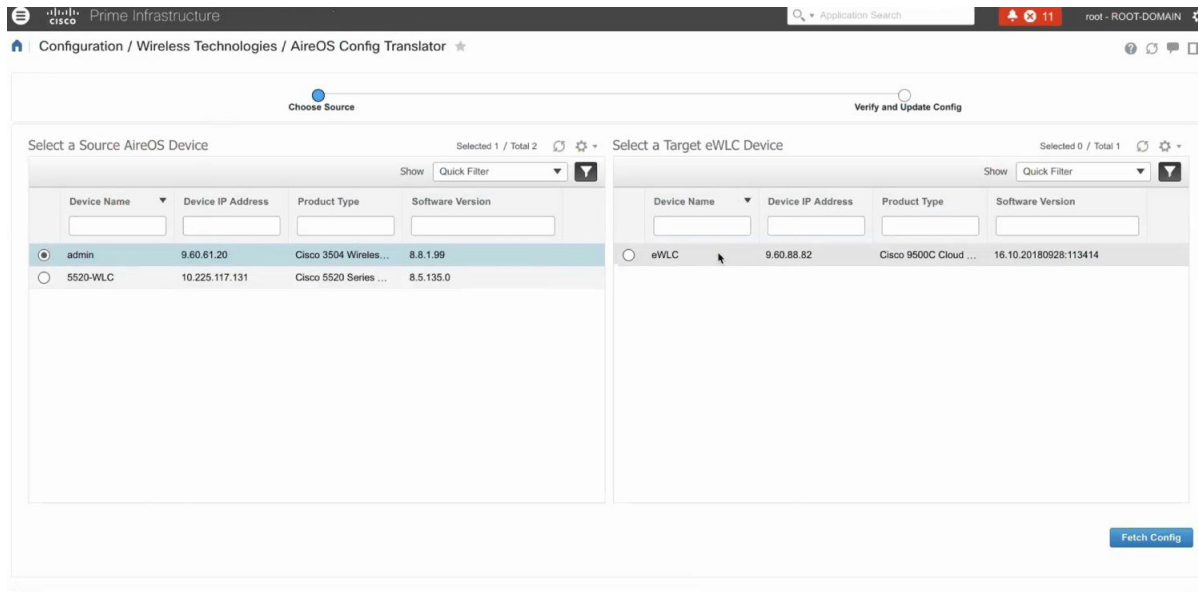 cisco Prime Infrastructure Application Search 11 root - ROOT-DOMAIN
Configuration / Wireless Technologies / AireOS Config Translator
Choose Source Verify and Update Config
Select a Source AireOS Device Selected 1 / Total 2
Show Quick Filter
Device Name Device IP Address Product Type Software Version
admin 9.60.61.20 Cisco 3504 Wireles... 8.8.1.99
5520-WLC 10.225.117.131 Cisco 5520 Series ... 8.5.135.0
Select a Target eWLC Device Selected 0 / Total 1
Show Quick Filter
Device Name Device IP Address Product Type Software Version
eWLC 9.60.88.82 Cisco 9500C Cloud ... 16.10.20180928:113414
Fetch Config